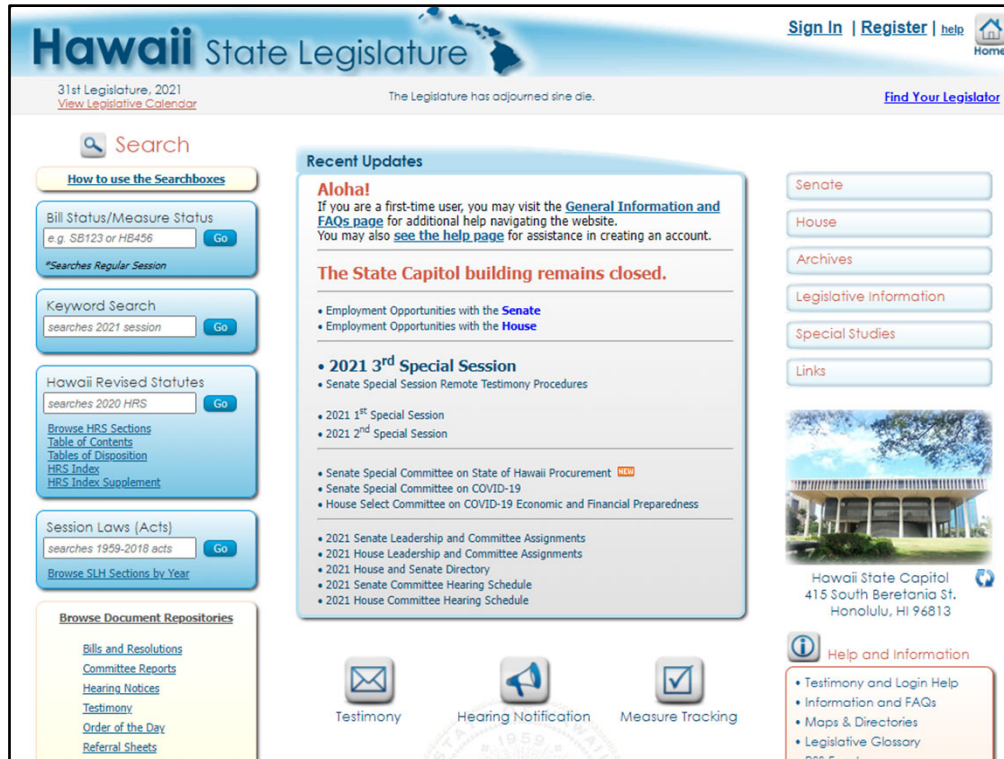 Hawaii State Legislature
Sign In | Register | help
Home
31st Legislature, 2021
View Legislative Calendar
The Legislature has adjourned sine die.
Find Your Legislator
Search
How to use the Searchboxes
Bill Status/Measure Status
e.g. SB123 or HB456
Go
*Searches Regular Session
Keyword Search
searches 2021 session
Go
Hawaii Revised Statutes
searches 2020 HRS
Go
Browse HRS Sections
Table of Contents
Tables of Disposition
HRS Index
HRS Index Supplement
Session Laws (Acts)
searches 1959-2018 acts
Go
Browse SLH Sections by Year
Browse Document Repositories
Bills and Resolutions
Committee Reports
Hearing Notices
Testimony
Order of the Day
Referral Sheets
Recent Updates
Aloha!
If you are a first-time user, you may visit the General Information and
FAQs page for additional help navigating the website.
You may also see the help page for assistance in creating an account.
The State Capitol building remains closed.
• Employment Opportunities with the Senate
• Employment Opportunities with the House
• 2021 3rd Special Session
• Senate Special Session Remote Testimony Procedures
• 2021 1st Special Session
• 2021 2nd Special Session
• Senate Special Committee on State of Hawaii Procurement NEW
• Senate Special Committee on COVID-19
• House Select Committee on COVID-19 Economic and Financial Preparedness
• 2021 Senate Leadership and Committee Assignments
• 2021 House Leadership and Committee Assignments
• 2021 House and Senate Directory
• 2021 Senate Committee Hearing Schedule
• 2021 House Committee Hearing Schedule
Testimony
Hearing Notification
Measure Tracking
1959
Senate
House
Archives
Legislative Information
Special Studies
Links
Hawaii State Capitol
415 South Beretania St.
Honolulu, HI 96813
Help and Information
• Testimony and Login Help
• Information and FAQs
• Maps & Directories
• Legislative Glossary